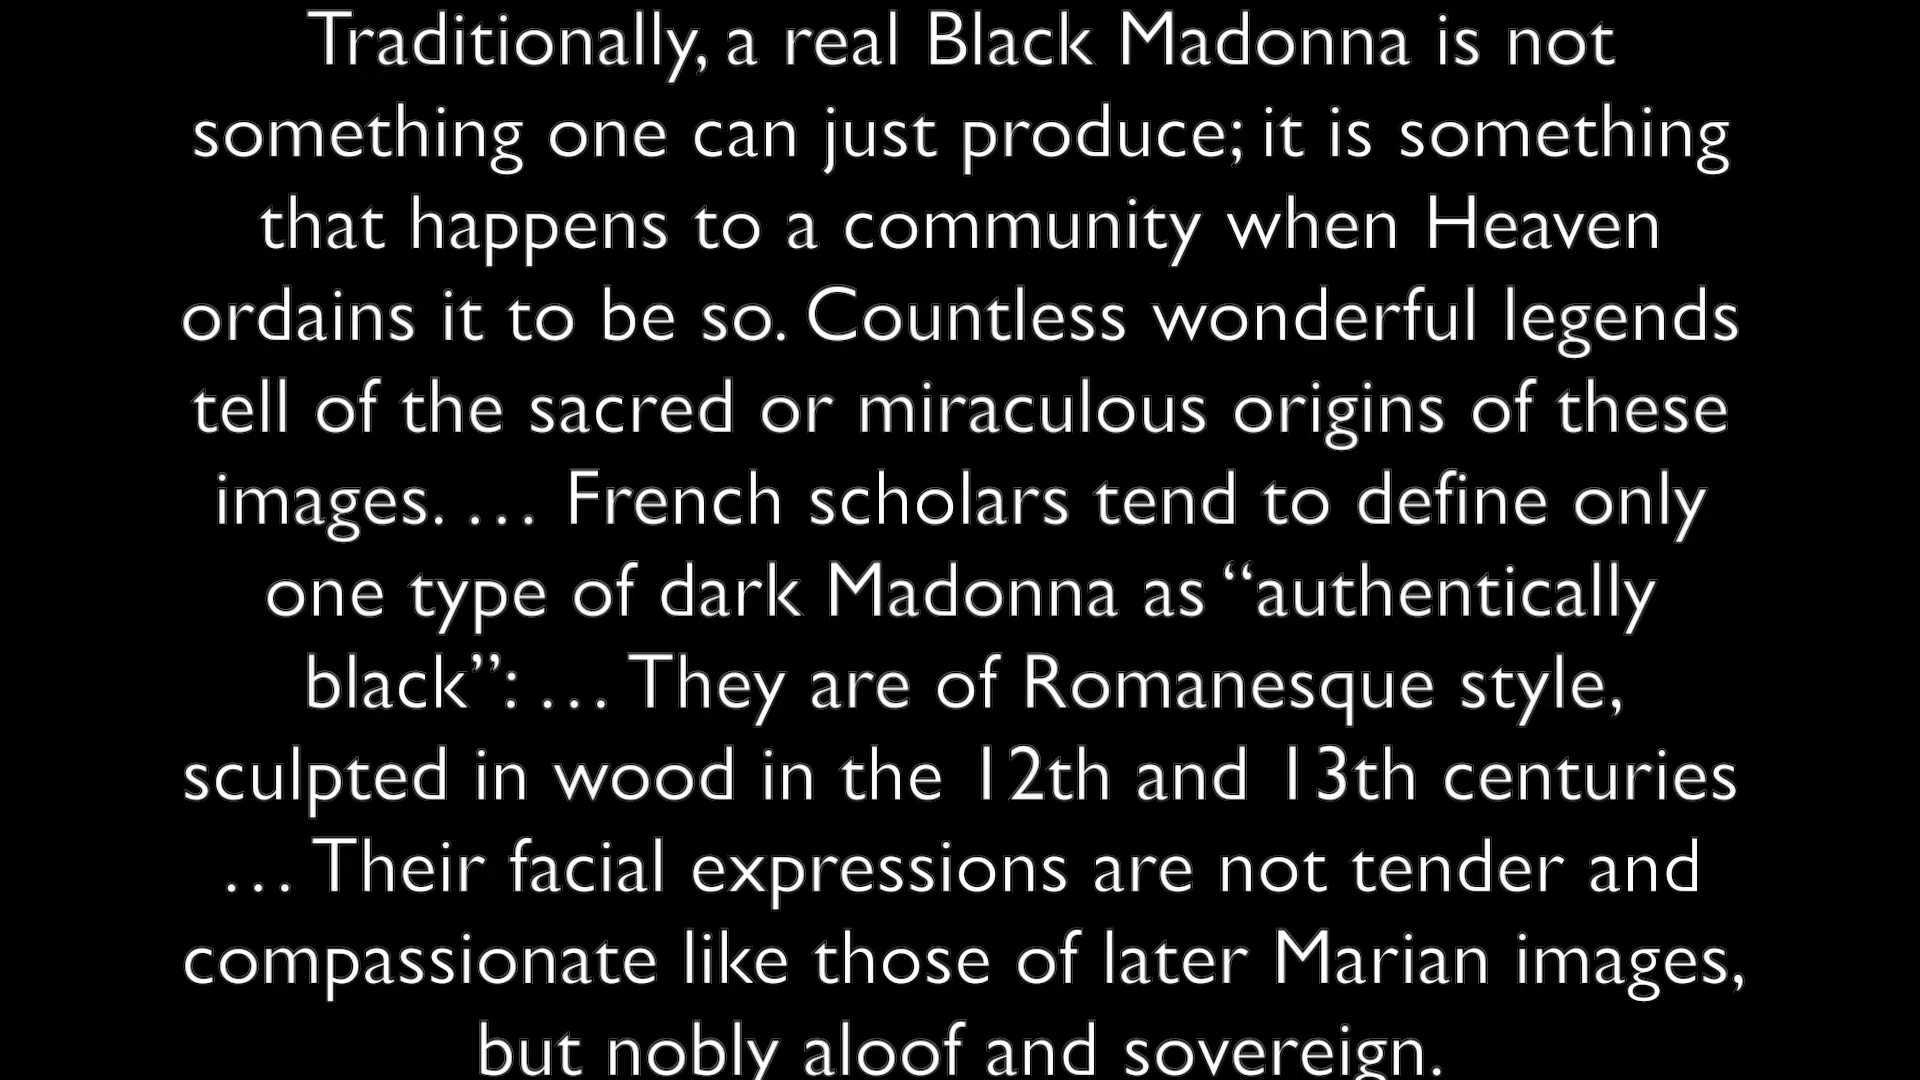 Traditionally, a real Black Madonna is not
something one can just produce; it is something
that happens to a community when Heaven
ordains it to be so. Countless wonderful legends
tell of the sacred or miraculous origins of these
images. … French scholars tend to define only
one type of dark Madonna as “authentically
black”: … They are of Romanesque style,
sculpted in wood in the 12th and 13th centuries
… Their facial expressions are not tender and
compassionate like those of later Marian images,
but nobly aloof and sovereign.